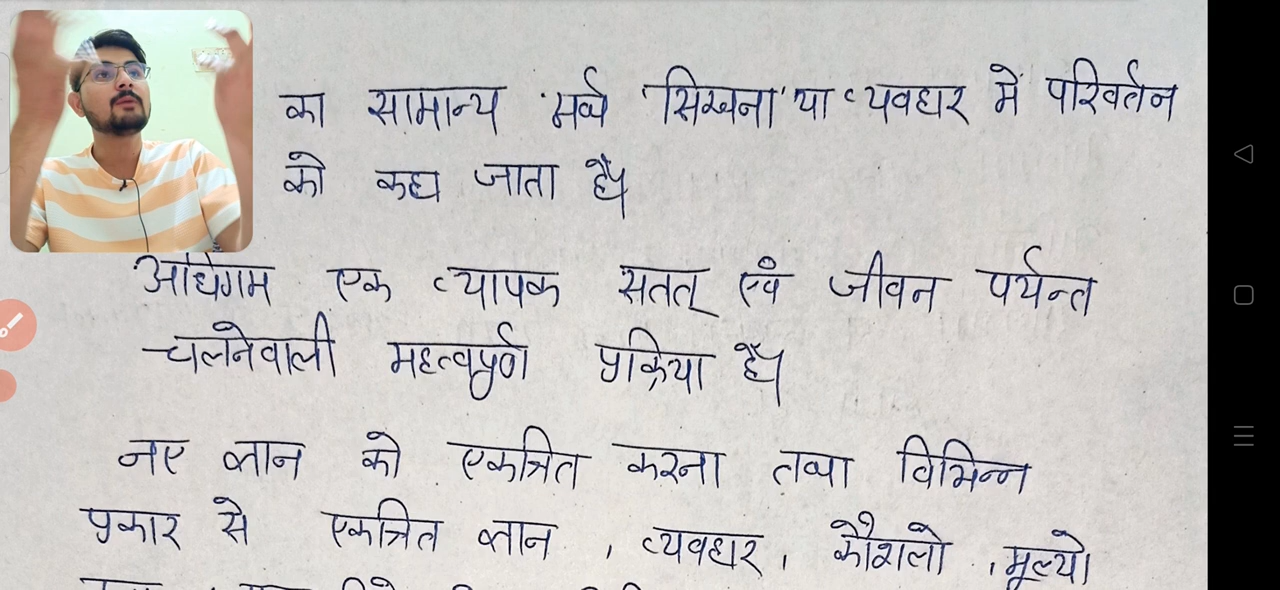 का सामान्य अर्थ 'सिखना' या व्यवहार में परिवर्तन
को कहा जाता है।
अधिगम एक व्यापक सतत् एवं जीवन पर्यन्त
चलनेवाली महत्वपुर्ण प्रक्रिया है।
नए ज्ञान को एकत्रित करना तथा विभिन्न
प्रकार से एकत्रित ज्ञान , व्यवहार , कौशलो , मूल्यो